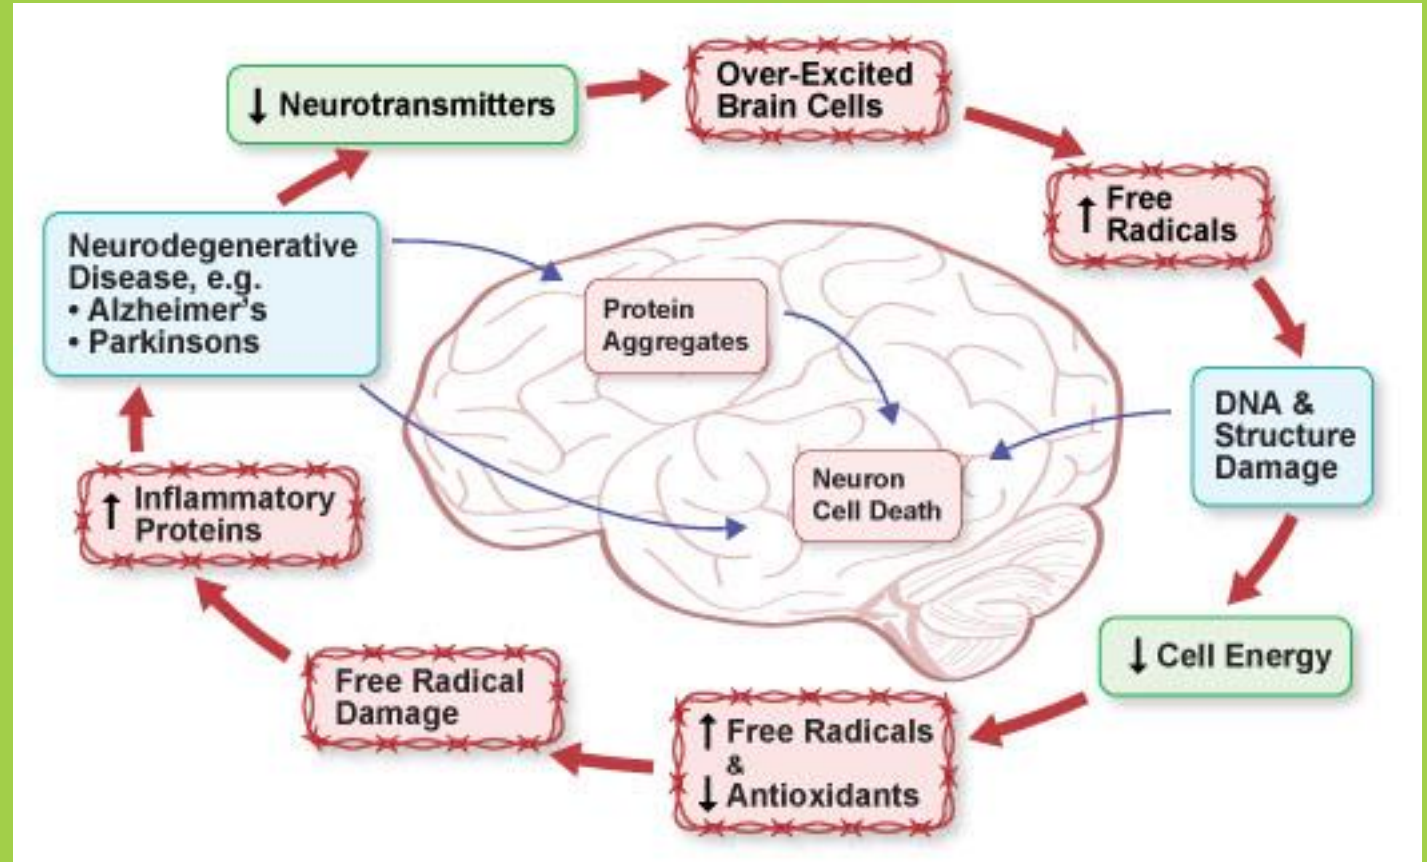 ↓ Neurotransmitters
Over-Excited
Brain Cells
↑ Free
Radicals
Neurodegenerative
Disease, e.g.
• Alzheimer's
• Parkinsons
Protein
Aggregates
DNA &
Structure
Damage
Neuron
Cell Death
↑ Inflammatory
Proteins
↓ Cell Energy
Free Radical
Damage
↑ Free Radicals
&
↓ Antioxidants